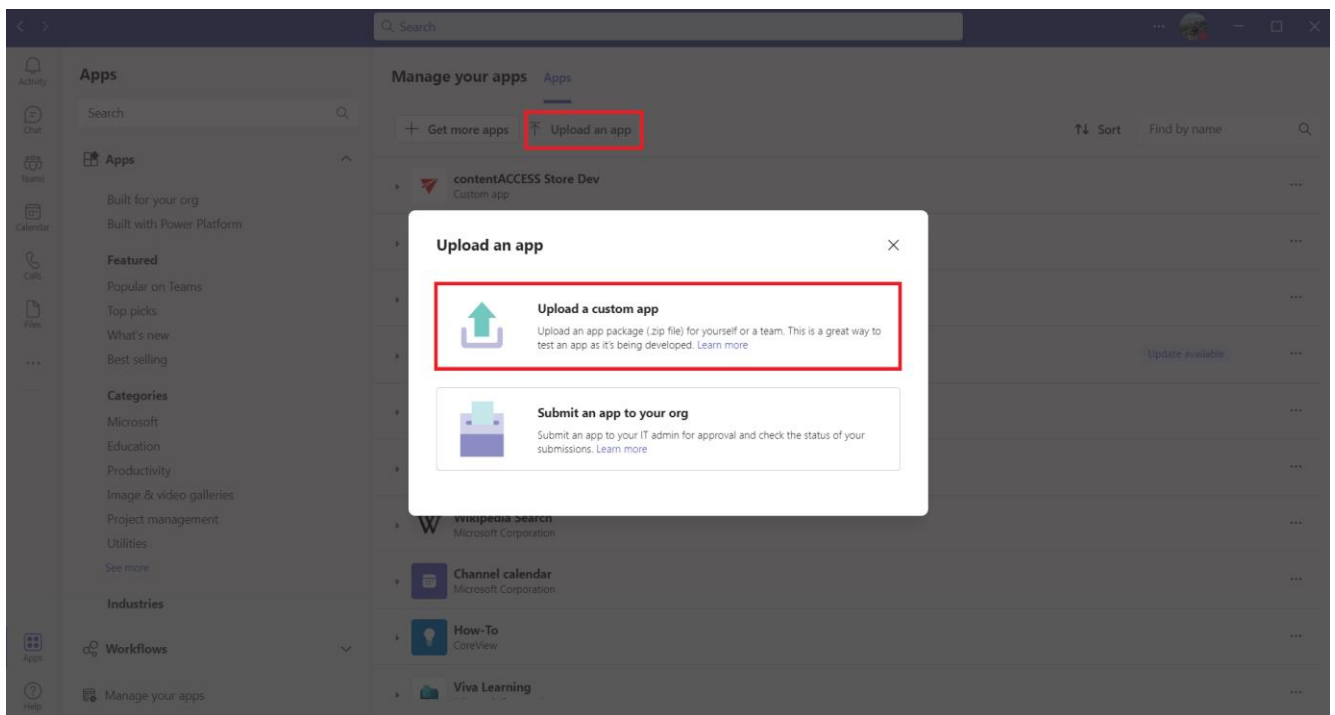 Search
Activity
Chat
Teams
Calendar
Calls
Files
Apps
Help
Apps
Search
Apps
Built for your org
Built with Power Platform
Featured
Popular on Teams
Top picks
What's new
Best selling
Categories
Microsoft
Education
Productivity
Image & video galleries
Project management
Utilities
See more
Industries
Workflows
Manage your apps
Manage your apps Apps
Get more apps Upload an app Sort Find by name
contentACCESS Store Dev
Custom app
Update available
Upload an app
Upload a custom app
Upload an app package (.zip file) for yourself or a team. This is a great way to
test an app as it's being developed. Learn more
Submit an app to your org
Submit an app to your IT admin for approval and check the status of your
submissions. Learn more
Wikipedia Search
Microsoft Corporation
Channel calendar
Microsoft Corporation
How-To
CoreView
Viva Learning